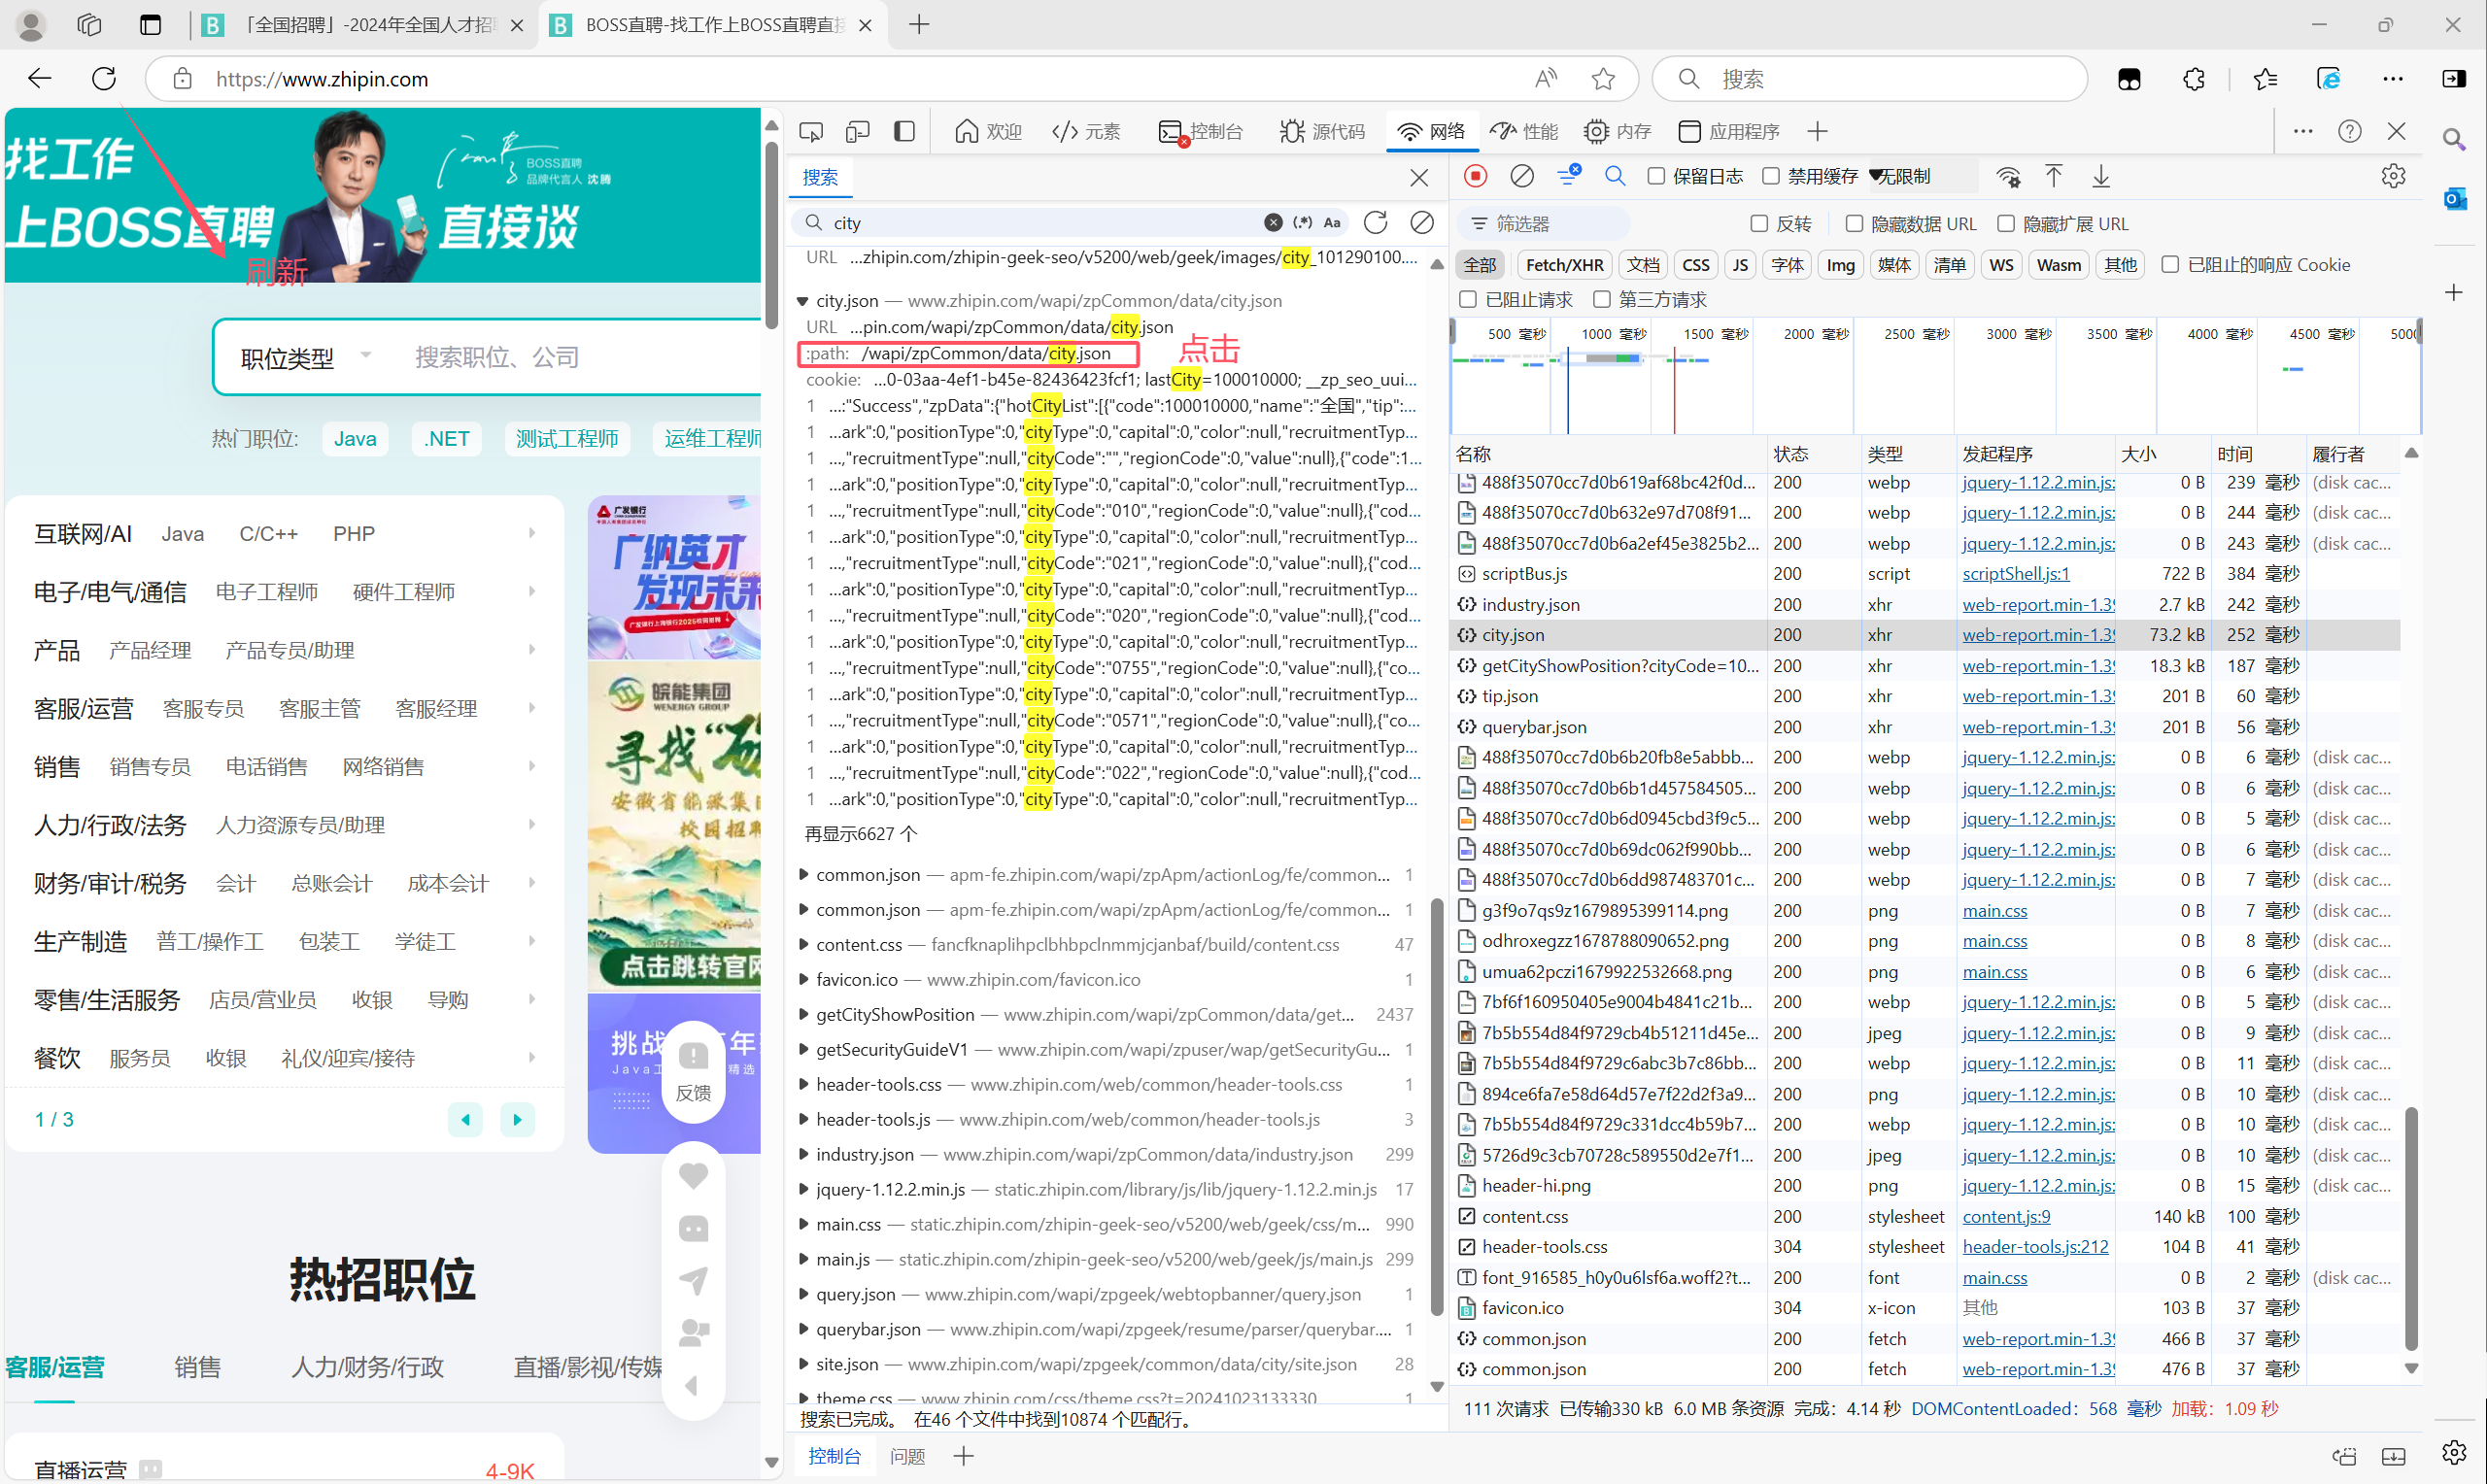 「全国招聘」-2024年全国人才招聘
BOSS直聘-找工作上BOSS直聘直接
https://www.zhipin.com
搜索
找工作
上BOSS直聘
BOSS直聘
品牌代言人 沈腾
直接谈
刷新
职位类型
搜索职位、公司
热门职位: Java .NET 测试工程师 运维工程师
互联网/AI Java C/C++ PHP
电子/电气/通信 电子工程师 硬件工程师
产品 产品经理 产品专员/助理
客服/运营 客服专员 客服主管 客服经理
销售 销售专员 电话销售 网络销售
人力/行政/法务 人力资源专员/助理
财务/审计/税务 会计 总账会计 成本会计
生产制造 普工/操作工 包装工 学徒工
零售/生活服务 店员/营业员 收银 导购
餐饮 服务员 收银 礼仪/迎宾/接待
1 / 3
广发银行
广纳英才
发现未来
皖能集团
WENERGY GROUP
寻找“
点击跳转官网
挑战
年
Java工
精选
反馈
热招职位
客服/运营 销售 人力/财务/行政 直播/影视/传媒
直播运营 4-9K
欢迎 元素 控制台 源代码 网络 性能 内存 应用程序
搜索
city
(.*) Aa
URL ...zhipin.com/zhipin-geek-seo/v5200/web/geek/images/city_101290100....
city.json — www.zhipin.com/wapi/zpCommon/data/city.json
URL ...pin.com/wapi/zpCommon/data/city.json
:path: /wapi/zpCommon/data/city.json
点击
cookie: ...0-03aa-4ef1-b45e-82436423fcf1; lastCity=100010000; __zp_seo_uui...
1 ...:"Success","zpData":{"hotCityList":[{"code":100010000,"name":"全国","tip":...
1 ...ark":0,"positionType":0,"cityType":0,"capital":0,"color":null,"recruitmentTyp...
1 ...,"recruitmentType":null,"cityCode":"","regionCode":0,"value":null},{"code":1...
1 ...ark":0,"positionType":0,"cityType":0,"capital":0,"color":null,"recruitmentTyp...
1 ...,"recruitmentType":null,"cityCode":"010","regionCode":0,"value":null},{"cod...
1 ...ark":0,"positionType":0,"cityType":0,"capital":0,"color":null,"recruitmentTyp...
1 ...,"recruitmentType":null,"cityCode":"021","regionCode":0,"value":null},{"cod...
1 ...ark":0,"positionType":0,"cityType":0,"capital":0,"color":null,"recruitmentTyp...
1 ...,"recruitmentType":null,"cityCode":"020","regionCode":0,"value":null},{"cod...
1 ...ark":0,"positionType":0,"cityType":0,"capital":0,"color":null,"recruitmentTyp...
1 ...,"recruitmentType":null,"cityCode":"0755","regionCode":0,"value":null},{"co...
1 ...ark":0,"positionType":0,"cityType":0,"capital":0,"color":null,"recruitmentTyp...
1 ...,"recruitmentType":null,"cityCode":"0571","regionCode":0,"value":null},{"co...
1 ...ark":0,"positionType":0,"cityType":0,"capital":0,"color":null,"recruitmentTyp...
1 ...,"recruitmentType":null,"cityCode":"022","regionCode":0,"value":null},{"cod...
1 ...ark":0,"positionType":0,"cityType":0,"capital":0,"color":null,"recruitmentTyp...
再显示6627 个
common.json — apm-fe.zhipin.com/wapi/zpApm/actionLog/fe/common... 1
common.json — apm-fe.zhipin.com/wapi/zpApm/actionLog/fe/common... 1
content.css — fancfknaplihpclbhbpclnmmjcjanbaf/build/content.css 47
favicon.ico — www.zhipin.com/favicon.ico 1
getCityShowPosition — www.zhipin.com/wapi/zpCommon/data/get... 2437
getSecurityGuideV1 — www.zhipin.com/wapi/zpuser/wap/getSecurityGu... 1
header-tools.css — www.zhipin.com/web/common/header-tools.css 1
header-tools.js — www.zhipin.com/web/common/header-tools.js 3
industry.json — www.zhipin.com/wapi/zpCommon/data/industry.json 299
jquery-1.12.2.min.js — static.zhipin.com/library/js/lib/jquery-1.12.2.min.js 17
main.css — static.zhipin.com/zhipin-geek-seo/v5200/web/geek/css/m... 990
main.js — static.zhipin.com/zhipin-geek-seo/v5200/web/geek/js/main.js 299
query.json — www.zhipin.com/wapi/zpgeek/webtopbanner/query.json 1
querybar.json — www.zhipin.com/wapi/zpgeek/resume/parser/querybar.... 1
site.json — www.zhipin.com/wapi/zpgeek/common/data/city/site.json 28
theme.css — www.zhipin.com/css/theme.css?t=20241023133330 1
搜索已完成。 在46 个文件中找到10874 个匹配行。
控制台 问题
保留日志 禁用缓存 无限制
筛选器 反转 隐藏数据 URL 隐藏扩展 URL
全部 Fetch/XHR 文档 CSS JS 字体 Img 媒体 清单 WS Wasm 其他 已阻止的响应 Cookie
已阻止请求 第三方请求
500 毫秒 1000 毫秒 1500 毫秒 2000 毫秒 2500 毫秒 3000 毫秒 3500 毫秒 4000 毫秒 4500 毫秒 5000
名称 状态 类型 发起程序 大小 时间 履行者
488f35070cc7d0b619af68bc42f0d... 200 webp jquery-1.12.2.min.js: 0 B 239 毫秒 (disk cac...
488f35070cc7d0b632e97d708f91... 200 webp jquery-1.12.2.min.js: 0 B 244 毫秒 (disk cac...
488f35070cc7d0b6a2ef45e3825b2... 200 webp jquery-1.12.2.min.js: 0 B 243 毫秒 (disk cac...
scriptBus.js 200 script scriptShell.js:1 722 B 384 毫秒
industry.json 200 xhr web-report.min-1.39 2.7 kB 242 毫秒
city.json 200 xhr web-report.min-1.39 73.2 kB 252 毫秒
getCityShowPosition?cityCode=10... 200 xhr web-report.min-1.39 18.3 kB 187 毫秒
tip.json 200 xhr web-report.min-1.39 201 B 60 毫秒
querybar.json 200 xhr web-report.min-1.39 201 B 56 毫秒
488f35070cc7d0b6b20fb8e5abbb... 200 webp jquery-1.12.2.min.js: 0 B 6 毫秒 (disk cac...
488f35070cc7d0b6b1d457584505... 200 webp jquery-1.12.2.min.js: 0 B 6 毫秒 (disk cac...
488f35070cc7d0b6d0945cbd3f9c5... 200 webp jquery-1.12.2.min.js: 0 B 5 毫秒 (disk cac...
488f35070cc7d0b69dc062f990bb... 200 webp jquery-1.12.2.min.js: 0 B 6 毫秒 (disk cac...
488f35070cc7d0b6dd987483701c... 200 webp jquery-1.12.2.min.js: 0 B 7 毫秒 (disk cac...
g3f9o7qs9z1679895399114.png 200 png main.css 0 B 7 毫秒 (disk cac...
odhroxegzz1678788090652.png 200 png main.css 0 B 8 毫秒 (disk cac...
umua62pczi1679922532668.png 200 png main.css 0 B 6 毫秒 (disk cac...
7bf6f160950405e9004b4841c21b... 200 webp jquery-1.12.2.min.js: 0 B 5 毫秒 (disk cac...
7b5b554d84f9729cb4b51211d45e... 200 jpeg jquery-1.12.2.min.js: 0 B 9 毫秒 (disk cac...
7b5b554d84f9729c6abc3b7c86bb... 200 webp jquery-1.12.2.min.js: 0 B 11 毫秒 (disk cac...
894ce6fa7e58d64d57e7f22d2f3a9... 200 png jquery-1.12.2.min.js: 0 B 10 毫秒 (disk cac...
7b5b554d84f9729c331dcc4b59b7... 200 webp jquery-1.12.2.min.js: 0 B 10 毫秒 (disk cac...
5726d9c3cb70728c589550d2e7f1... 200 jpeg jquery-1.12.2.min.js: 0 B 10 毫秒 (disk cac...
header-hi.png 200 png jquery-1.12.2.min.js: 0 B 15 毫秒 (disk cac...
content.css 200 stylesheet content.js:9 140 kB 100 毫秒
header-tools.css 304 stylesheet header-tools.js:212 104 B 41 毫秒
font_916585_h0y0u6lsf6a.woff2?t... 200 font main.css 0 B 2 毫秒 (disk cac...
favicon.ico 304 x-icon 其他 103 B 37 毫秒
common.json 200 fetch web-report.min-1.39 466 B 37 毫秒
common.json 200 fetch web-report.min-1.39 476 B 37 毫秒
111 次请求 已传输330 kB 6.0 MB 条资源 完成: 4.14 秒 DOMContentLoaded: 568 毫秒 加载: 1.09 秒